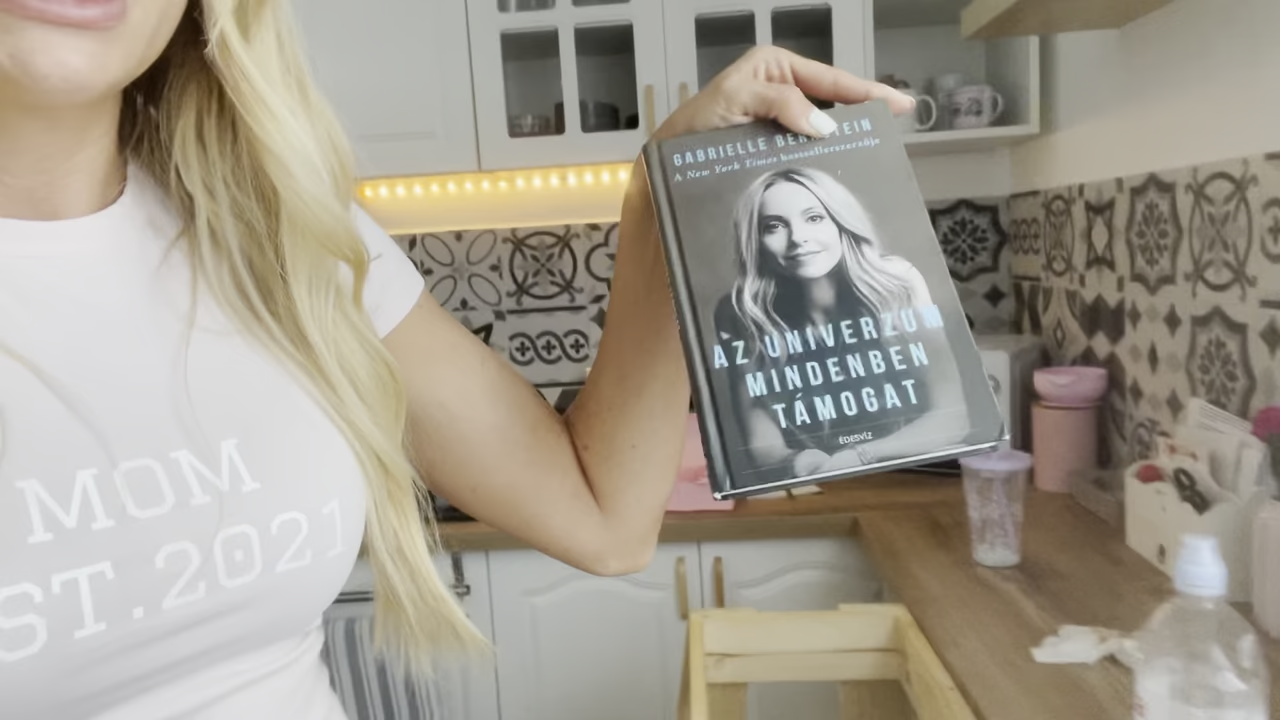 GABRIELLE BERNSTEIN
A New York Times bestsellerszerzője
AZ UNIVERZUM
MINDENBEN
TÁMOGAT
ÉDESVÍZ
MOM
ST.2021